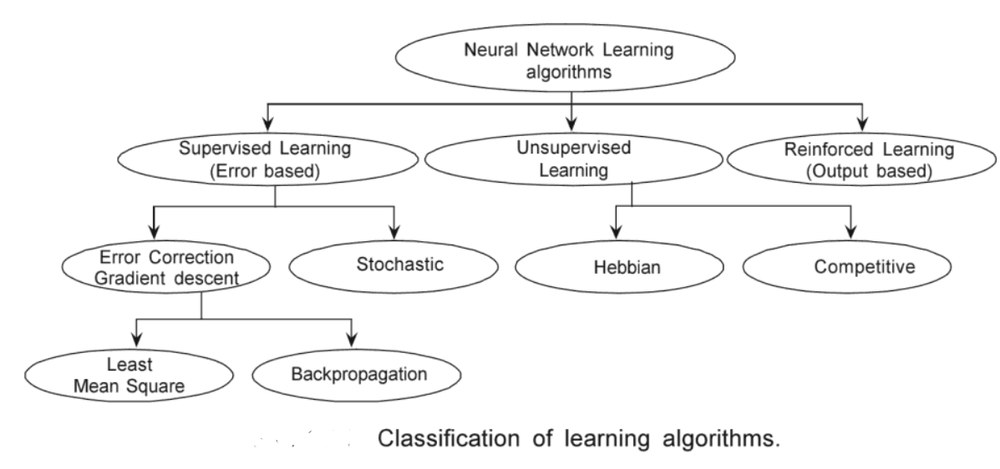 Neural Network Learning
algorithms
Supervised Learning
(Error based)
Unsupervised
Learning
Reinforced Learning
(Output based)
Error Correction
Gradient descent
Stochastic
Hebbian
Competitive
Least
Mean Square
Backpropagation
Classification of learning algorithms.